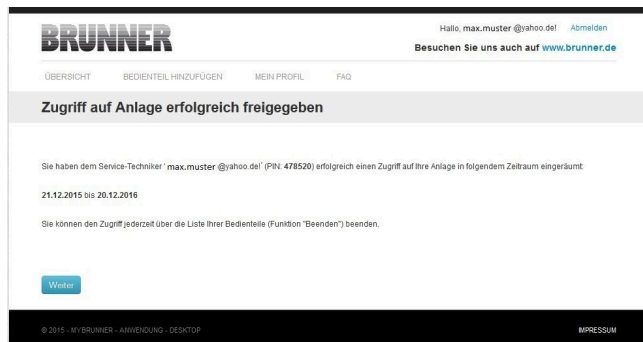 BRUNNER
Hallo, max.muster @yahoo.de! Abmelden
Besuchen Sie uns auch auf www.brunner.de
ÜBERSICHT BEDIENTEIL HINZUFÜGEN MEIN PROFIL FAQ
Zugriff auf Anlage erfolgreich freigegeben
Sie haben dem Service-Techniker ' max.muster @yahoo.de!' (PIN: 478520) erfolgreich einen Zugriff auf Ihre Anlage in folgendem Zeitraum eingeräumt:
21.12.2015 bis 20.12.2016
Sie können den Zugriff jederzeit über die Liste Ihrer Bedienteile (Funktion "Beenden") beenden.
Weiter
© 2015 - MYBRUNNER - ANWENDUNG - DESKTOP IMPRESSUM